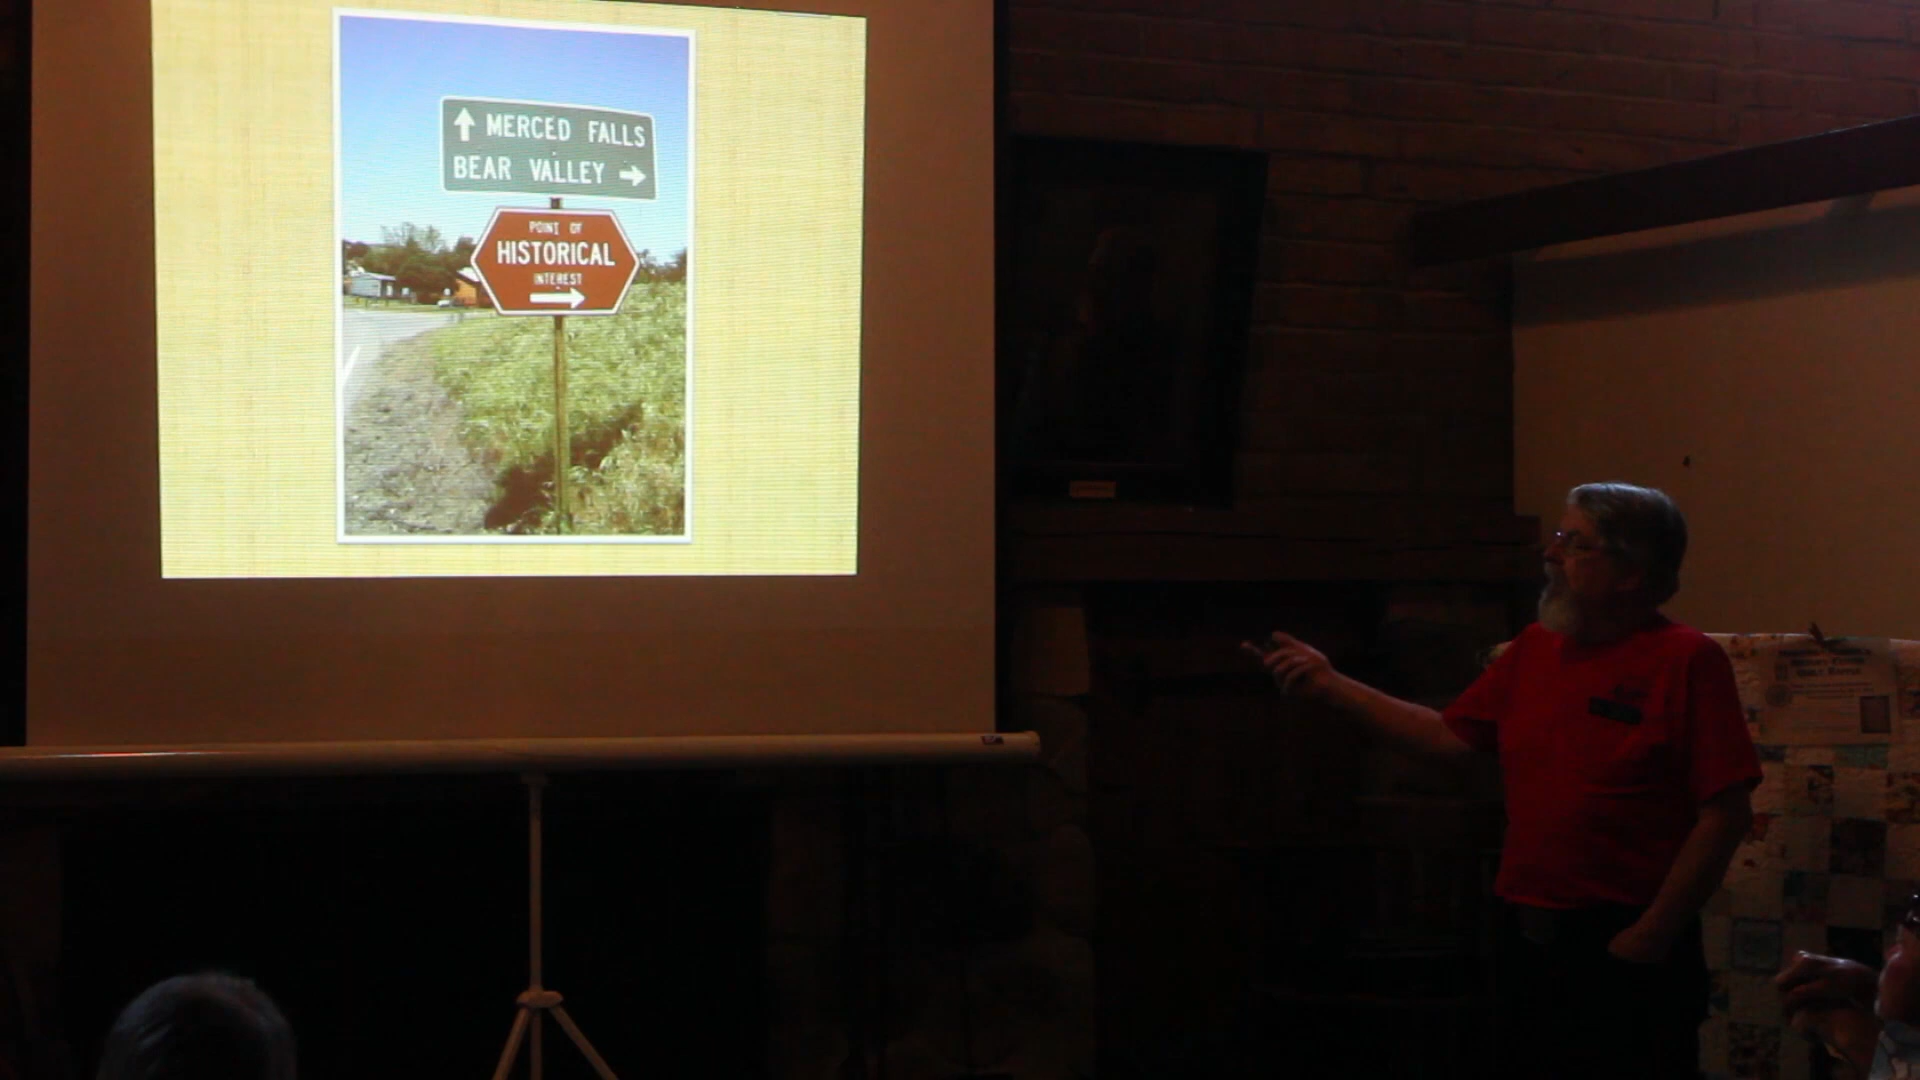 MERCED FALLS
BEAR VALLEY
POINT OF
HISTORICAL
INTEREST